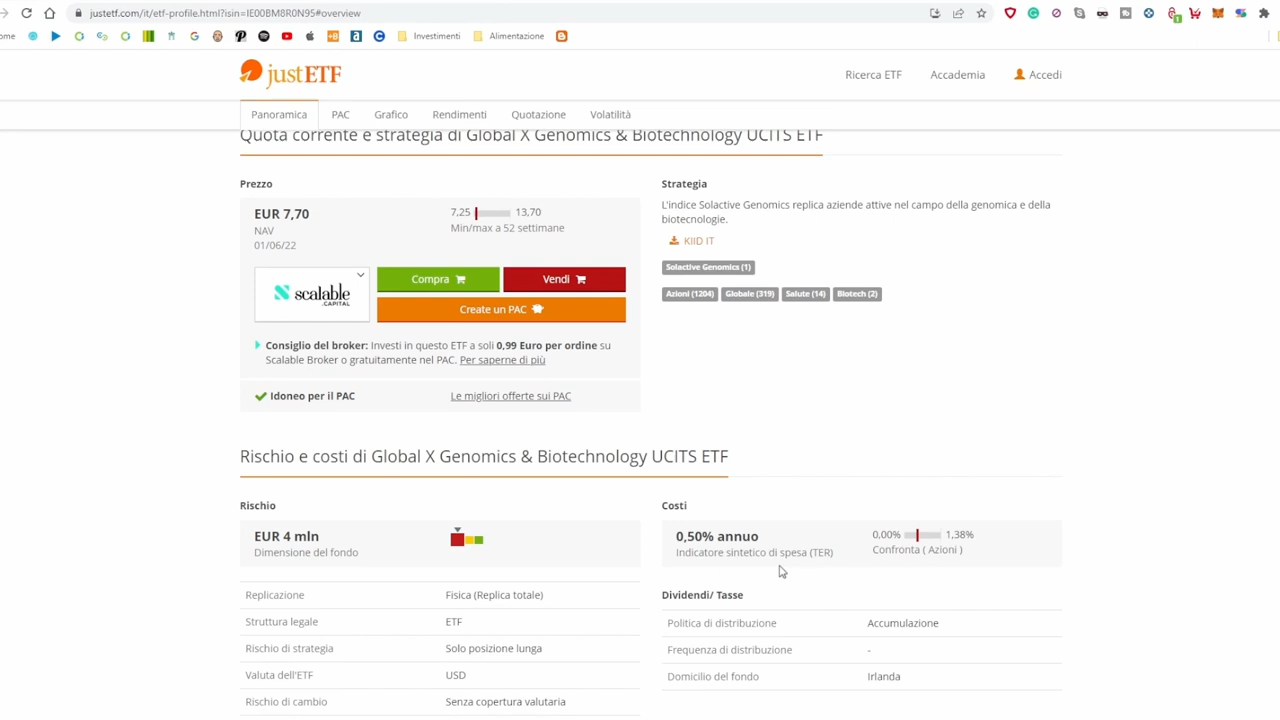 justetf.com/it/etf-profile.html?isin=IE00BM8R0N95#overview
ome
Investimenti
Alimentazione
justETF
Ricerca ETF
Accademia
Accedi
Panoramica
PAC
Grafico
Rendimenti
Quotazione
Volatilità
Quota corrente e strategia di Global X Genomics & Biotechnology UCITS ETF
Prezzo
EUR 7,70
NAV
01/06/22
7,25 13,70
Min/max a 52 settimane
scalable
CAPITAL
Compra
Vendi
Create un PAC
Consiglio del broker: Investi in questo ETF a soli 0,99 Euro per ordine su
Scalable Broker o gratuitamente nel PAC. Per saperne di più
Idoneo per il PAC
Le migliori offerte sui PAC
Strategia
L'indice Solactive Genomics replica aziende attive nel campo della genomica e della
biotecnologie.
KIID IT
Solactive Genomics (1)
Azioni (1204) Globale (319) Salute (14) Biotech (2)
Rischio e costi di Global X Genomics & Biotechnology UCITS ETF
Rischio
EUR 4 mln
Dimensione del fondo
Replicazione Fisica (Replica totale)
Struttura legale ETF
Rischio di strategia Solo posizione lunga
Valuta dell'ETF USD
Rischio di cambio Senza copertura valutaria
Costi
0,50% annuo
Indicatore sintetico di spesa (TER)
0,00% 1,38%
Confronta ( Azioni )
Dividendi/ Tasse
Politica di distribuzione Accumulazione
Frequenza di distribuzione -
Domicilio del fondo Irlanda